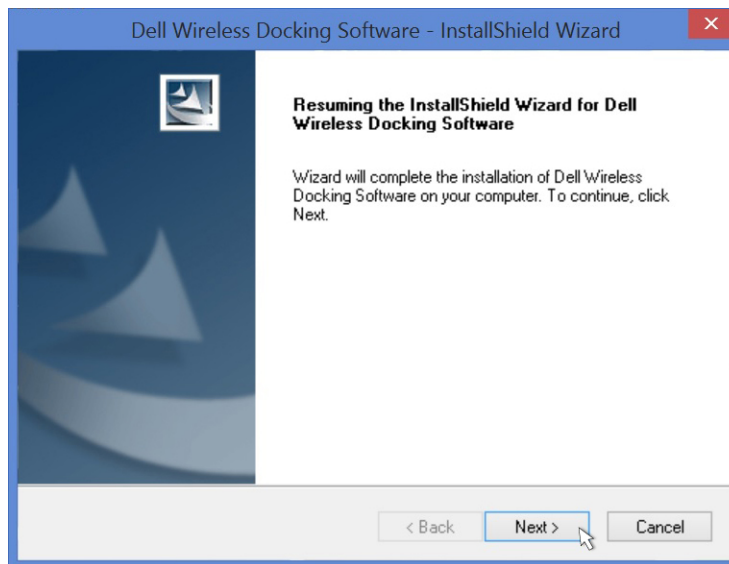 Dell Wireless Docking Software - InstallShield Wizard
Resuming the InstallShield Wizard for Dell
Wireless Docking Software
Wizard will complete the installation of Dell Wireless
Docking Software on your computer. To continue, click
Next.
< Back Next > Cancel